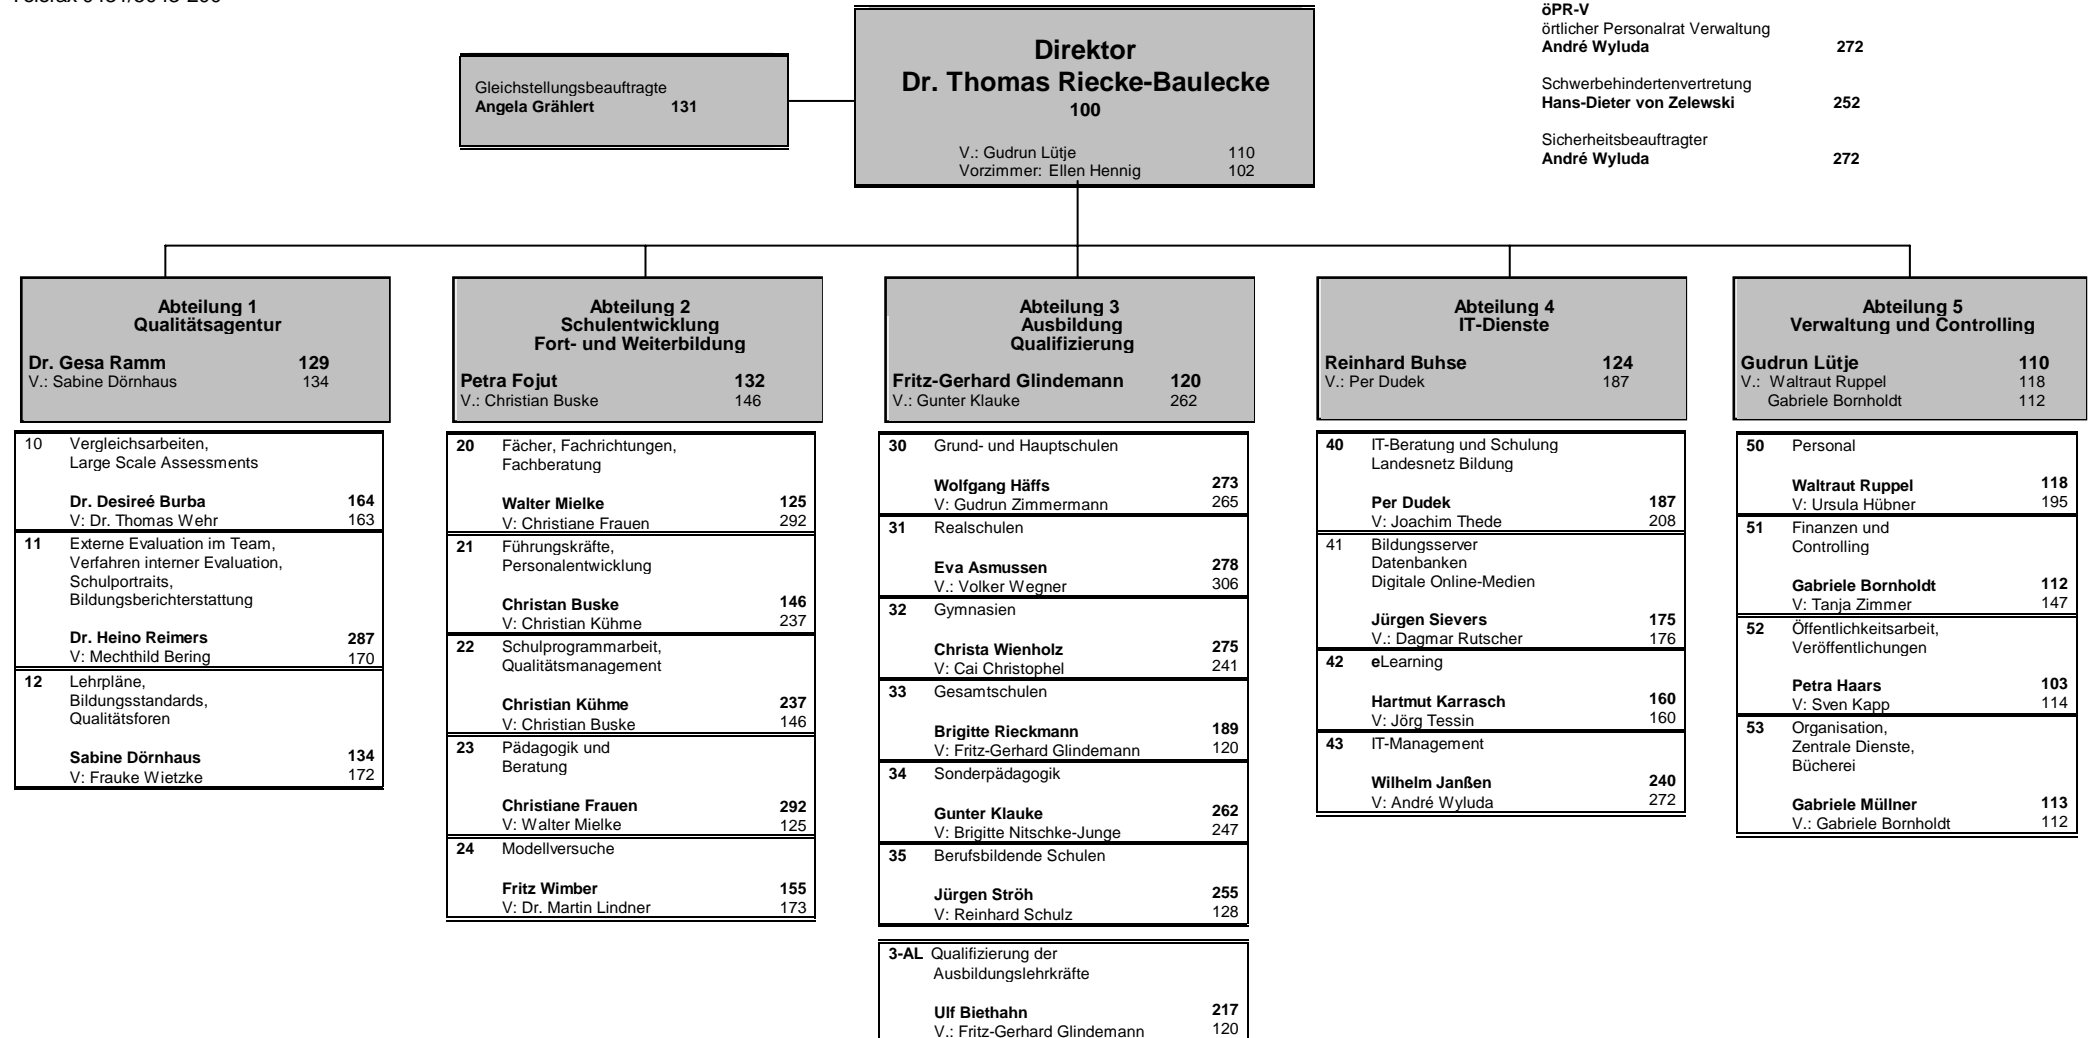 Telefax 0431/5403-200
Direktor
Dr. Thomas Riecke-Baulecke
100
V.: Gudrun Lütje 110
Vorzimmer: Ellen Hennig 102
Gleichstellungsbeauftragte
Angela Grählert 131
öPR-V
örtlicher Personalrat Verwaltung
André Wyluda 272
Schwerbehindertenvertretung
Hans-Dieter von Zelewski 252
Sicherheitsbeauftragter
André Wyluda 272
Abteilung 1
Qualitätsagentur
Dr. Gesa Ramm 129
V.: Sabine Dörnhaus 134
10 Vergleichsarbeiten,
Large Scale Assessments
Dr. Desireé Burba 164
V: Dr. Thomas Wehr 163
11 Externe Evaluation im Team,
Verfahren interner Evaluation,
Schulportraits,
Bildungsberichterstattung
Dr. Heino Reimers 287
V: Mechthild Bering 170
12 Lehrpläne,
Bildungsstandards,
Qualitätsforen
Sabine Dörnhaus 134
V: Frauke Wietzke 172
Abteilung 2
Schulentwicklung
Fort- und Weiterbildung
Petra Fojut 132
V.: Christian Buske 146
20 Fächer, Fachrichtungen,
Fachberatung
Walter Mielke 125
V: Christiane Frauen 292
21 Führungskräfte,
Personalentwicklung
Christan Buske 146
V: Christian Kühme 237
22 Schulprogrammarbeit,
Qualitätsmanagement
Christian Kühme 237
V: Christian Buske 146
23 Pädagogik und
Beratung
Christiane Frauen 292
V: Walter Mielke 125
24 Modellversuche
Fritz Wimber 155
V: Dr. Martin Lindner 173
Abteilung 3
Ausbildung
Qualifizierung
Fritz-Gerhard Glindemann 120
V.: Gunter Klauke 262
30 Grund- und Hauptschulen
Wolfgang Häffs 273
V: Gudrun Zimmermann 265
31 Realschulen
Eva Asmussen 278
V.: Volker Wegner 306
32 Gymnasien
Christa Wienholz 275
V: Cai Christophel 241
33 Gesamtschulen
Brigitte Rieckmann 189
V: Fritz-Gerhard Glindemann 120
34 Sonderpädagogik
Gunter Klauke 262
V: Brigitte Nitschke-Junge 247
35 Berufsbildende Schulen
Jürgen Ströh 255
V: Reinhard Schulz 128
3-AL Qualifizierung der
Ausbildungslehrkräfte
Ulf Biethahn 217
V.: Fritz-Gerhard Glindemann 120
Abteilung 4
IT-Dienste
Reinhard Buhse 124
V.: Per Dudek 187
40 IT-Beratung und Schulung
Landesnetz Bildung
Per Dudek 187
V: Joachim Thede 208
41 Bildungsserver
Datenbanken
Digitale Online-Medien
Jürgen Sievers 175
V.: Dagmar Rutscher 176
42 eLearning
Hartmut Karrasch 160
V: Jörg Tessin 160
43 IT-Management
Wilhelm Janßen 240
V: André Wyluda 272
Abteilung 5
Verwaltung und Controlling
Gudrun Lütje 110
V.: Waltraut Ruppel 118
Gabriele Bornholdt 112
50 Personal
Waltraut Ruppel 118
V: Ursula Hübner 195
51 Finanzen und
Controlling
Gabriele Bornholdt 112
V: Tanja Zimmer 147
52 Öffentlichkeitsarbeit,
Veröffentlichungen
Petra Haars 103
V: Sven Kapp 114
53 Organisation,
Zentrale Dienste,
Bücherei
Gabriele Müllner 113
V.: Gabriele Bornholdt 112